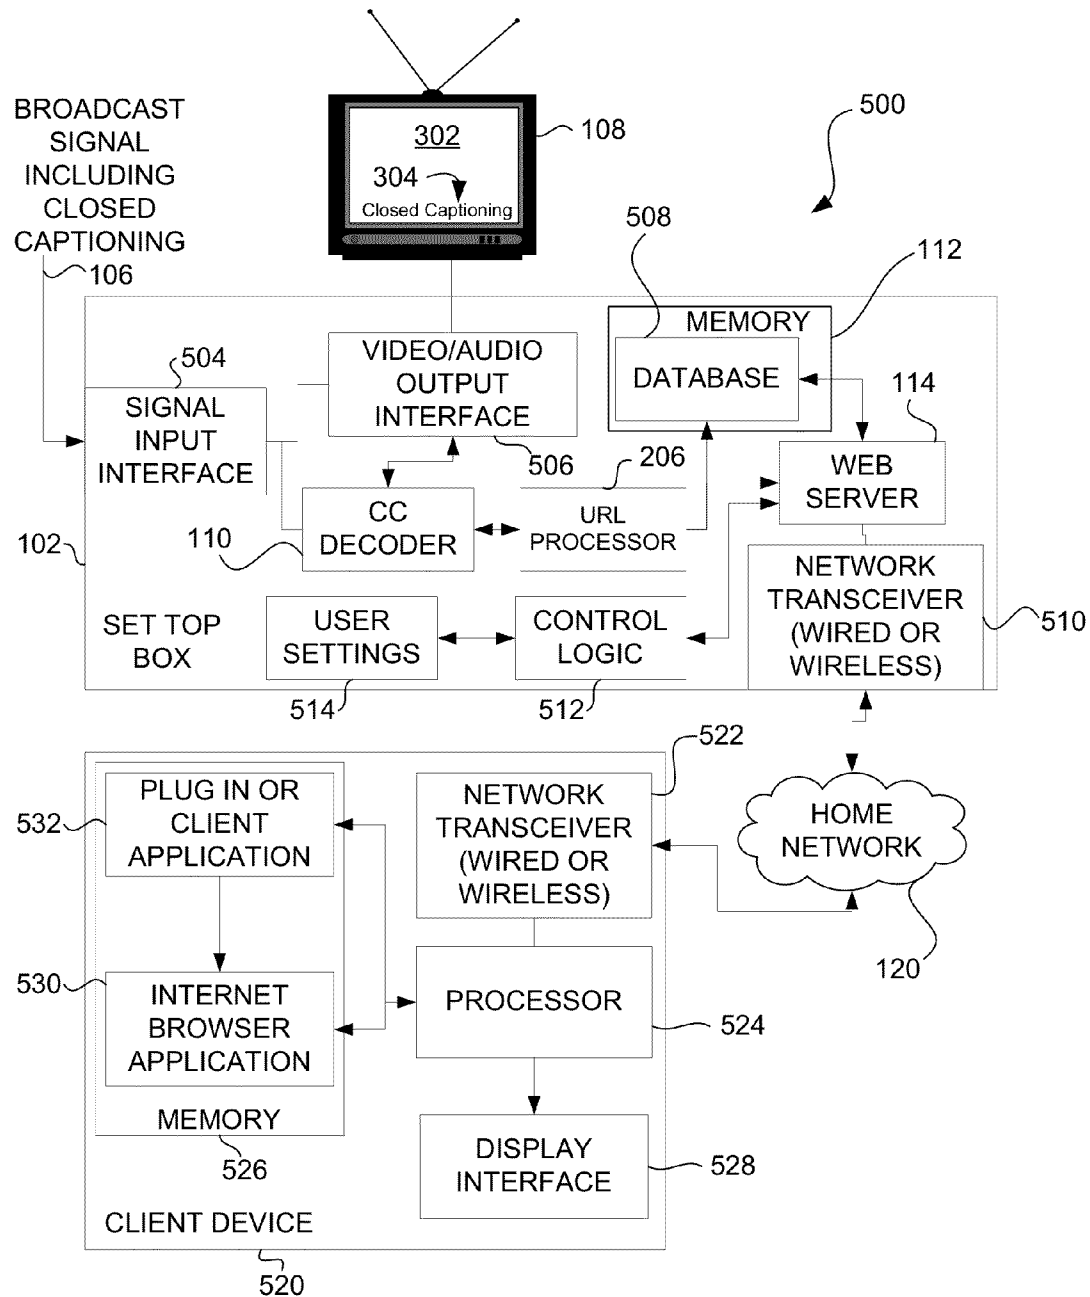 BROADCAST
SIGNAL
INCLUDING
CLOSED
CAPTIONING
106
302
304
Closed Captioning
108
500
508
112
504
SIGNAL
INPUT
INTERFACE
VIDEO/AUDIO
OUTPUT
INTERFACE
506
MEMORY
DATABASE
114
WEB
SERVER
206
URL
PROCESSOR
CC
DECODER
110
102
SET TOP
BOX
USER
SETTINGS
514
CONTROL
LOGIC
512
NETWORK
TRANSCEIVER
(WIRED OR
WIRELESS)
510
522
532
PLUG IN OR
CLIENT
APPLICATION
NETWORK
TRANSCEIVER
(WIRED OR
WIRELESS)
HOME
NETWORK
120
530
INTERNET
BROWSER
APPLICATION
MEMORY
526
PROCESSOR
524
DISPLAY
INTERFACE
528
CLIENT DEVICE
520